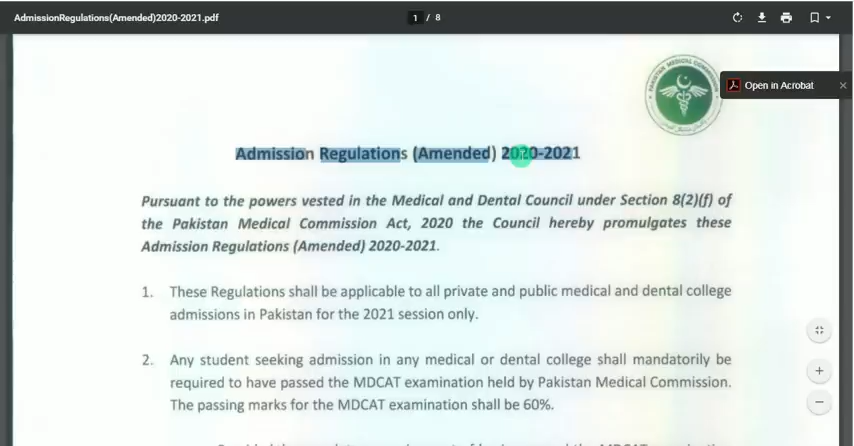 AdmissionRegulations(Amended)2020-2021.pdf
1 / 8
PAKISTAN MEDICAL COMMISSION
Open in Acrobat
Admission Regulations (Amended) 2020-2021
Pursuant to the powers vested in the Medical and Dental Council under Section 8(2)(f) of
the Pakistan Medical Commission Act, 2020 the Council hereby promulgates these
Admission Regulations (Amended) 2020-2021.
1. These Regulations shall be applicable to all private and public medical and dental college
admissions in Pakistan for the 2021 session only.
2. Any student seeking admission in any medical or dental college shall mandatorily be
required to have passed the MDCAT examination held by Pakistan Medical Commission.
The passing marks for the MDCAT examination shall be 60%.